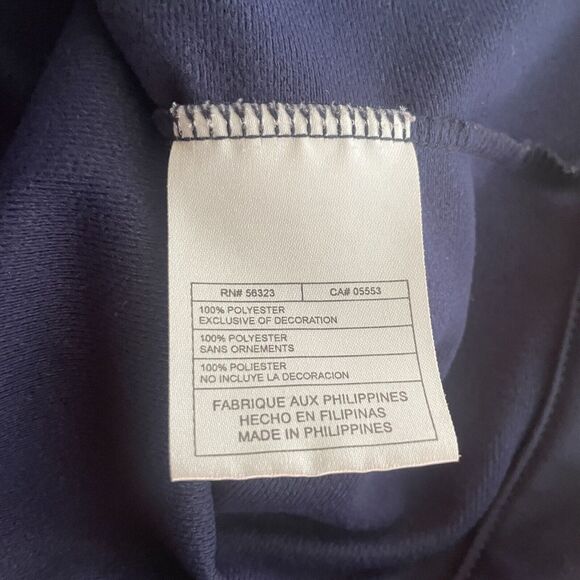 RN# 56323 CA# 05553
100% POLYESTER
EXCLUSIVE OF DECORATION
100% POLYESTER
SANS ORNEMENTS
100% POLIESTER
NO INCLUYE LA DECORACION
FABRIQUE AUX PHILIPPINES
HECHO EN FILIPINAS
MADE IN PHILIPPINES